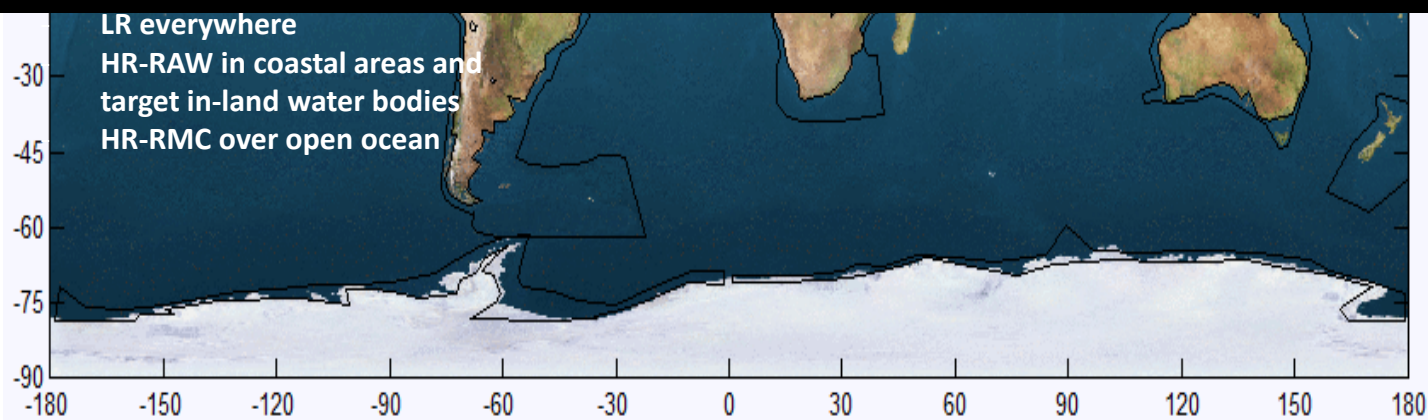 LR everywhere
HR-RAW in coastal areas and
target in-land water bodies
HR-RMC over open ocean
-30
-45
-60
-75
-90
-180 -150 -120 -90 -60 -30 0 30 60 90 120 150 180